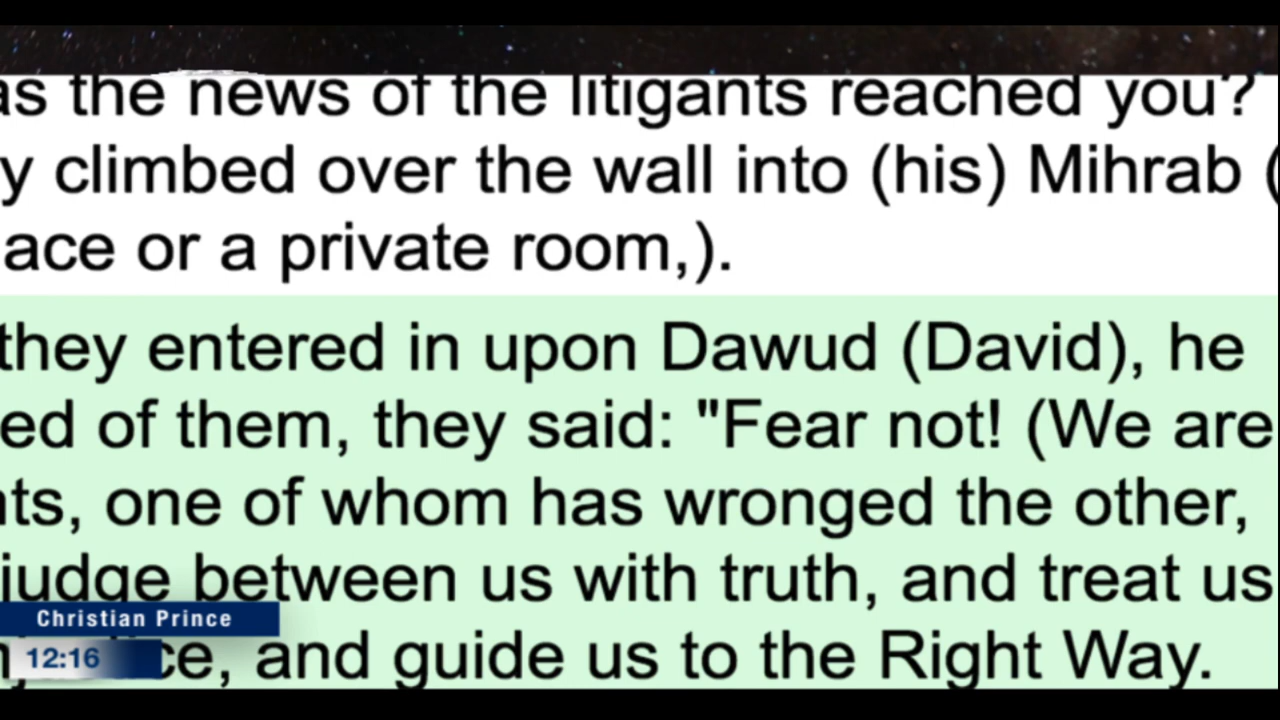 as the news of the litigants reached you?
y climbed over the wall into (his) Mihrab (
ace or a private room,).
they entered in upon Dawud (David), he
ed of them, they said: "Fear not! (We are
nts, one of whom has wronged the other,
judge between us with truth, and treat us
ce, and guide us to the Right Way.
Christian Prince
12:16